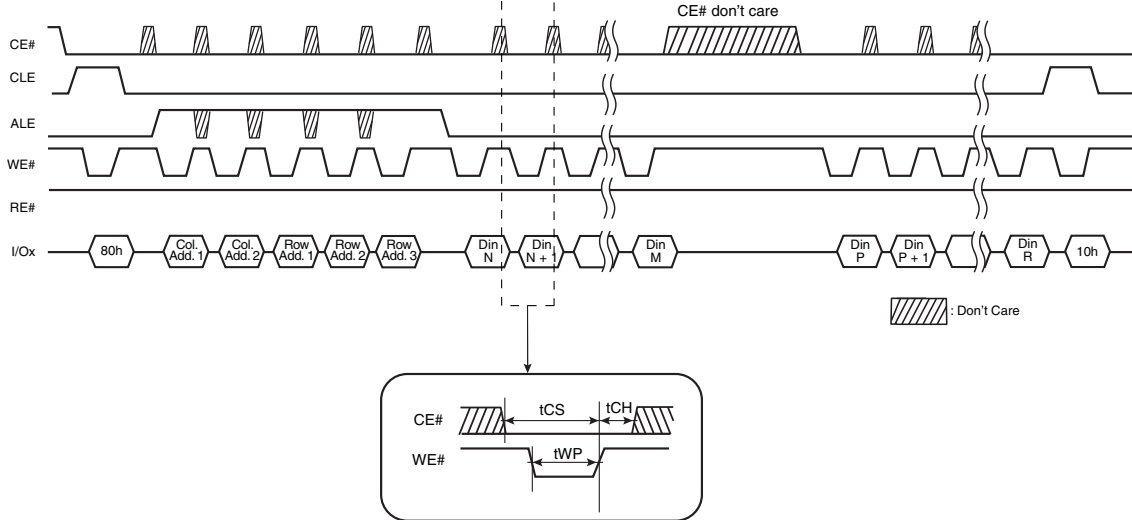 CE# don't care
CE#
CLE
ALE
WE#
RE#
I/Ox
80h
Col.
Add. 1
Col.
Add. 2
Row
Add. 1
Row
Add. 2
Row
Add. 3
Din
N
Din
N + 1
Din
M
Din
P
Din
P + 1
Din
R
10h
: Don't Care
CE#
tCS
tCH
WE#
tWP